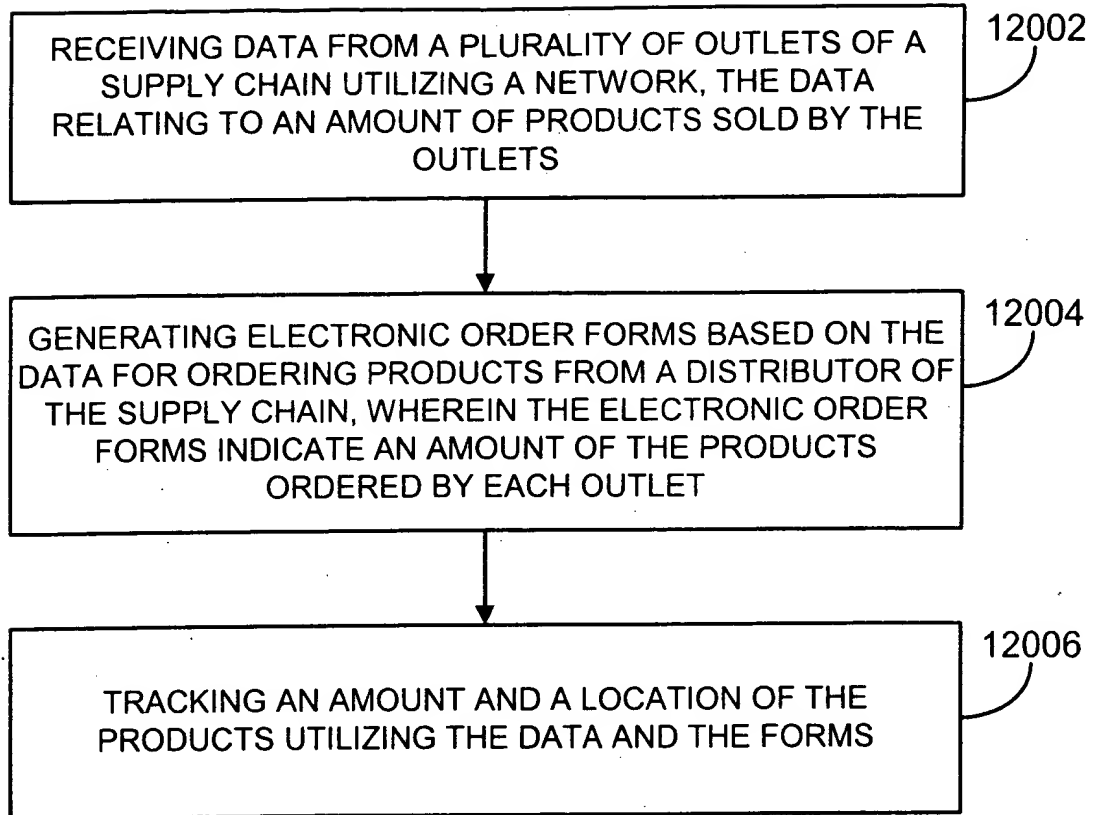 RECEIVING DATA FROM A PLURALITY OF OUTLETS OF A
SUPPLY CHAIN UTILIZING A NETWORK, THE DATA
RELATING TO AN AMOUNT OF PRODUCTS SOLD BY THE
OUTLETS
12002
GENERATING ELECTRONIC ORDER FORMS BASED ON THE
DATA FOR ORDERING PRODUCTS FROM A DISTRIBUTOR OF
THE SUPPLY CHAIN, WHEREIN THE ELECTRONIC ORDER
FORMS INDICATE AN AMOUNT OF THE PRODUCTS
ORDERED BY EACH OUTLET
12004
TRACKING AN AMOUNT AND A LOCATION OF THE
PRODUCTS UTILIZING THE DATA AND THE FORMS
12006